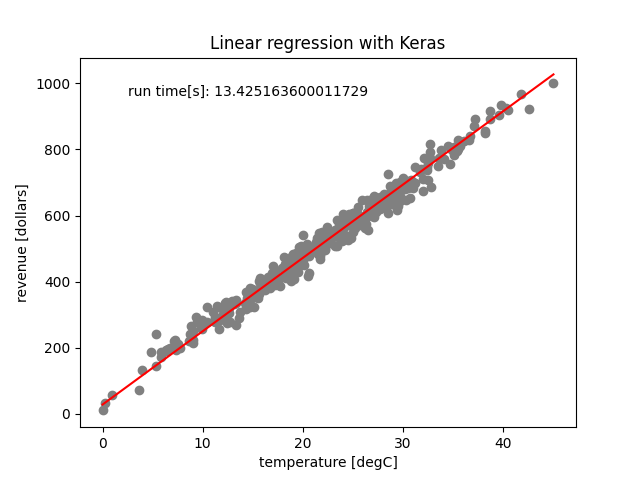 Linear regression with Keras
run time[s]: 13.425163600011729
revenue [dollars]
1000
800
600
400
200
0
0 10 20 30 40
temperature [degC]